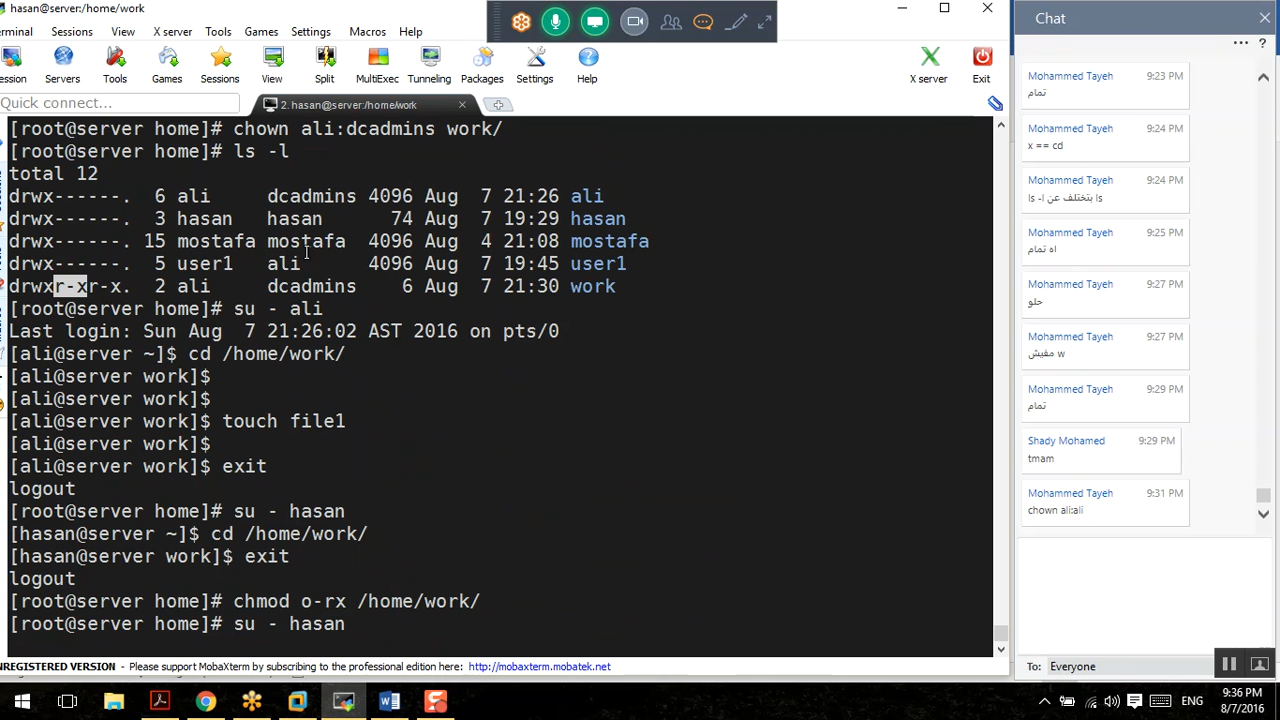 hasan@server:/home/work
Chat
erminal Sessions View X server Tools Games Settings Macros Help
ession Servers Tools Games Sessions View Split MultiExec Tunneling Packages Settings Help X server Exit
Quick connect...
2. hasan@server:/home/work
[root@server home]# chown ali:dcadmins work/
[root@server home]# ls -l
total 12
drwx------. 6 ali dcadmins 4096 Aug 7 21:26 ali
drwx------. 3 hasan hasan 74 Aug 7 19:29 hasan
drwx------. 15 mostafa mostafa 4096 Aug 4 21:08 mostafa
drwx------. 5 user1 ali 4096 Aug 7 19:45 user1
drwxr-xr-x. 2 ali dcadmins 6 Aug 7 21:30 work
[root@server home]# su - ali
Last login: Sun Aug 7 21:26:02 AST 2016 on pts/0
[ali@server ~]$ cd /home/work/
[ali@server work]$
[ali@server work]$
[ali@server work]$ touch file1
[ali@server work]$
[ali@server work]$ exit
logout
[root@server home]# su - hasan
[hasan@server ~]$ cd /home/work/
[hasan@server work]$ exit
logout
[root@server home]# chmod o-rx /home/work/
[root@server home]# su - hasan
Mohammed Tayeh 9:23 PM
تمام
Mohammed Tayeh 9:24 PM
x == cd
Mohammed Tayeh 9:24 PM
ls بتختلف عن ls -l
Mohammed Tayeh 9:25 PM
اه تمام
Mohammed Tayeh 9:27 PM
حلو
Mohammed Tayeh 9:27 PM
مفيش w
Mohammed Tayeh 9:29 PM
تمام
Shady Mohamed 9:29 PM
tmam
Mohammed Tayeh 9:31 PM
chown ali:ali
To: Everyone
NREGISTERED VERSION - Please support MobaXterm by subscribing to the professional edition here: http://mobaxterm.mobatek.net
ENG
9:36 PM
8/7/2016